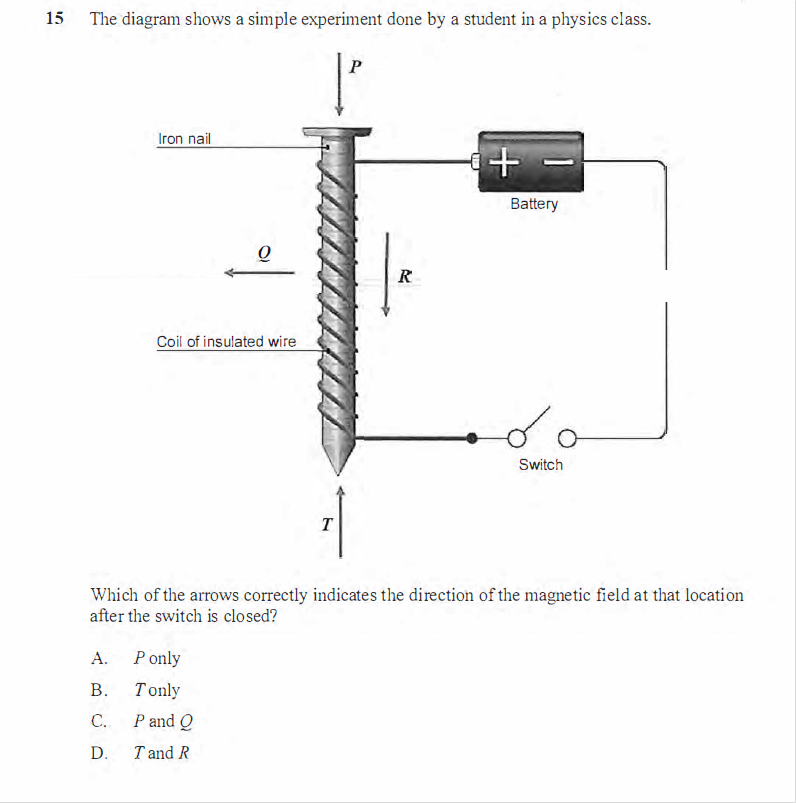 15 The diagram shows a simple experiment done by a student in a physics class.
P
Iron nail
+ −
Battery
Q
R
Coil of insulated wire
Switch
T
Which of the arrows correctly indicates the direction of the magnetic field at that location
after the switch is closed?
A. P only
B. T only
C. P and Q
D. T and R